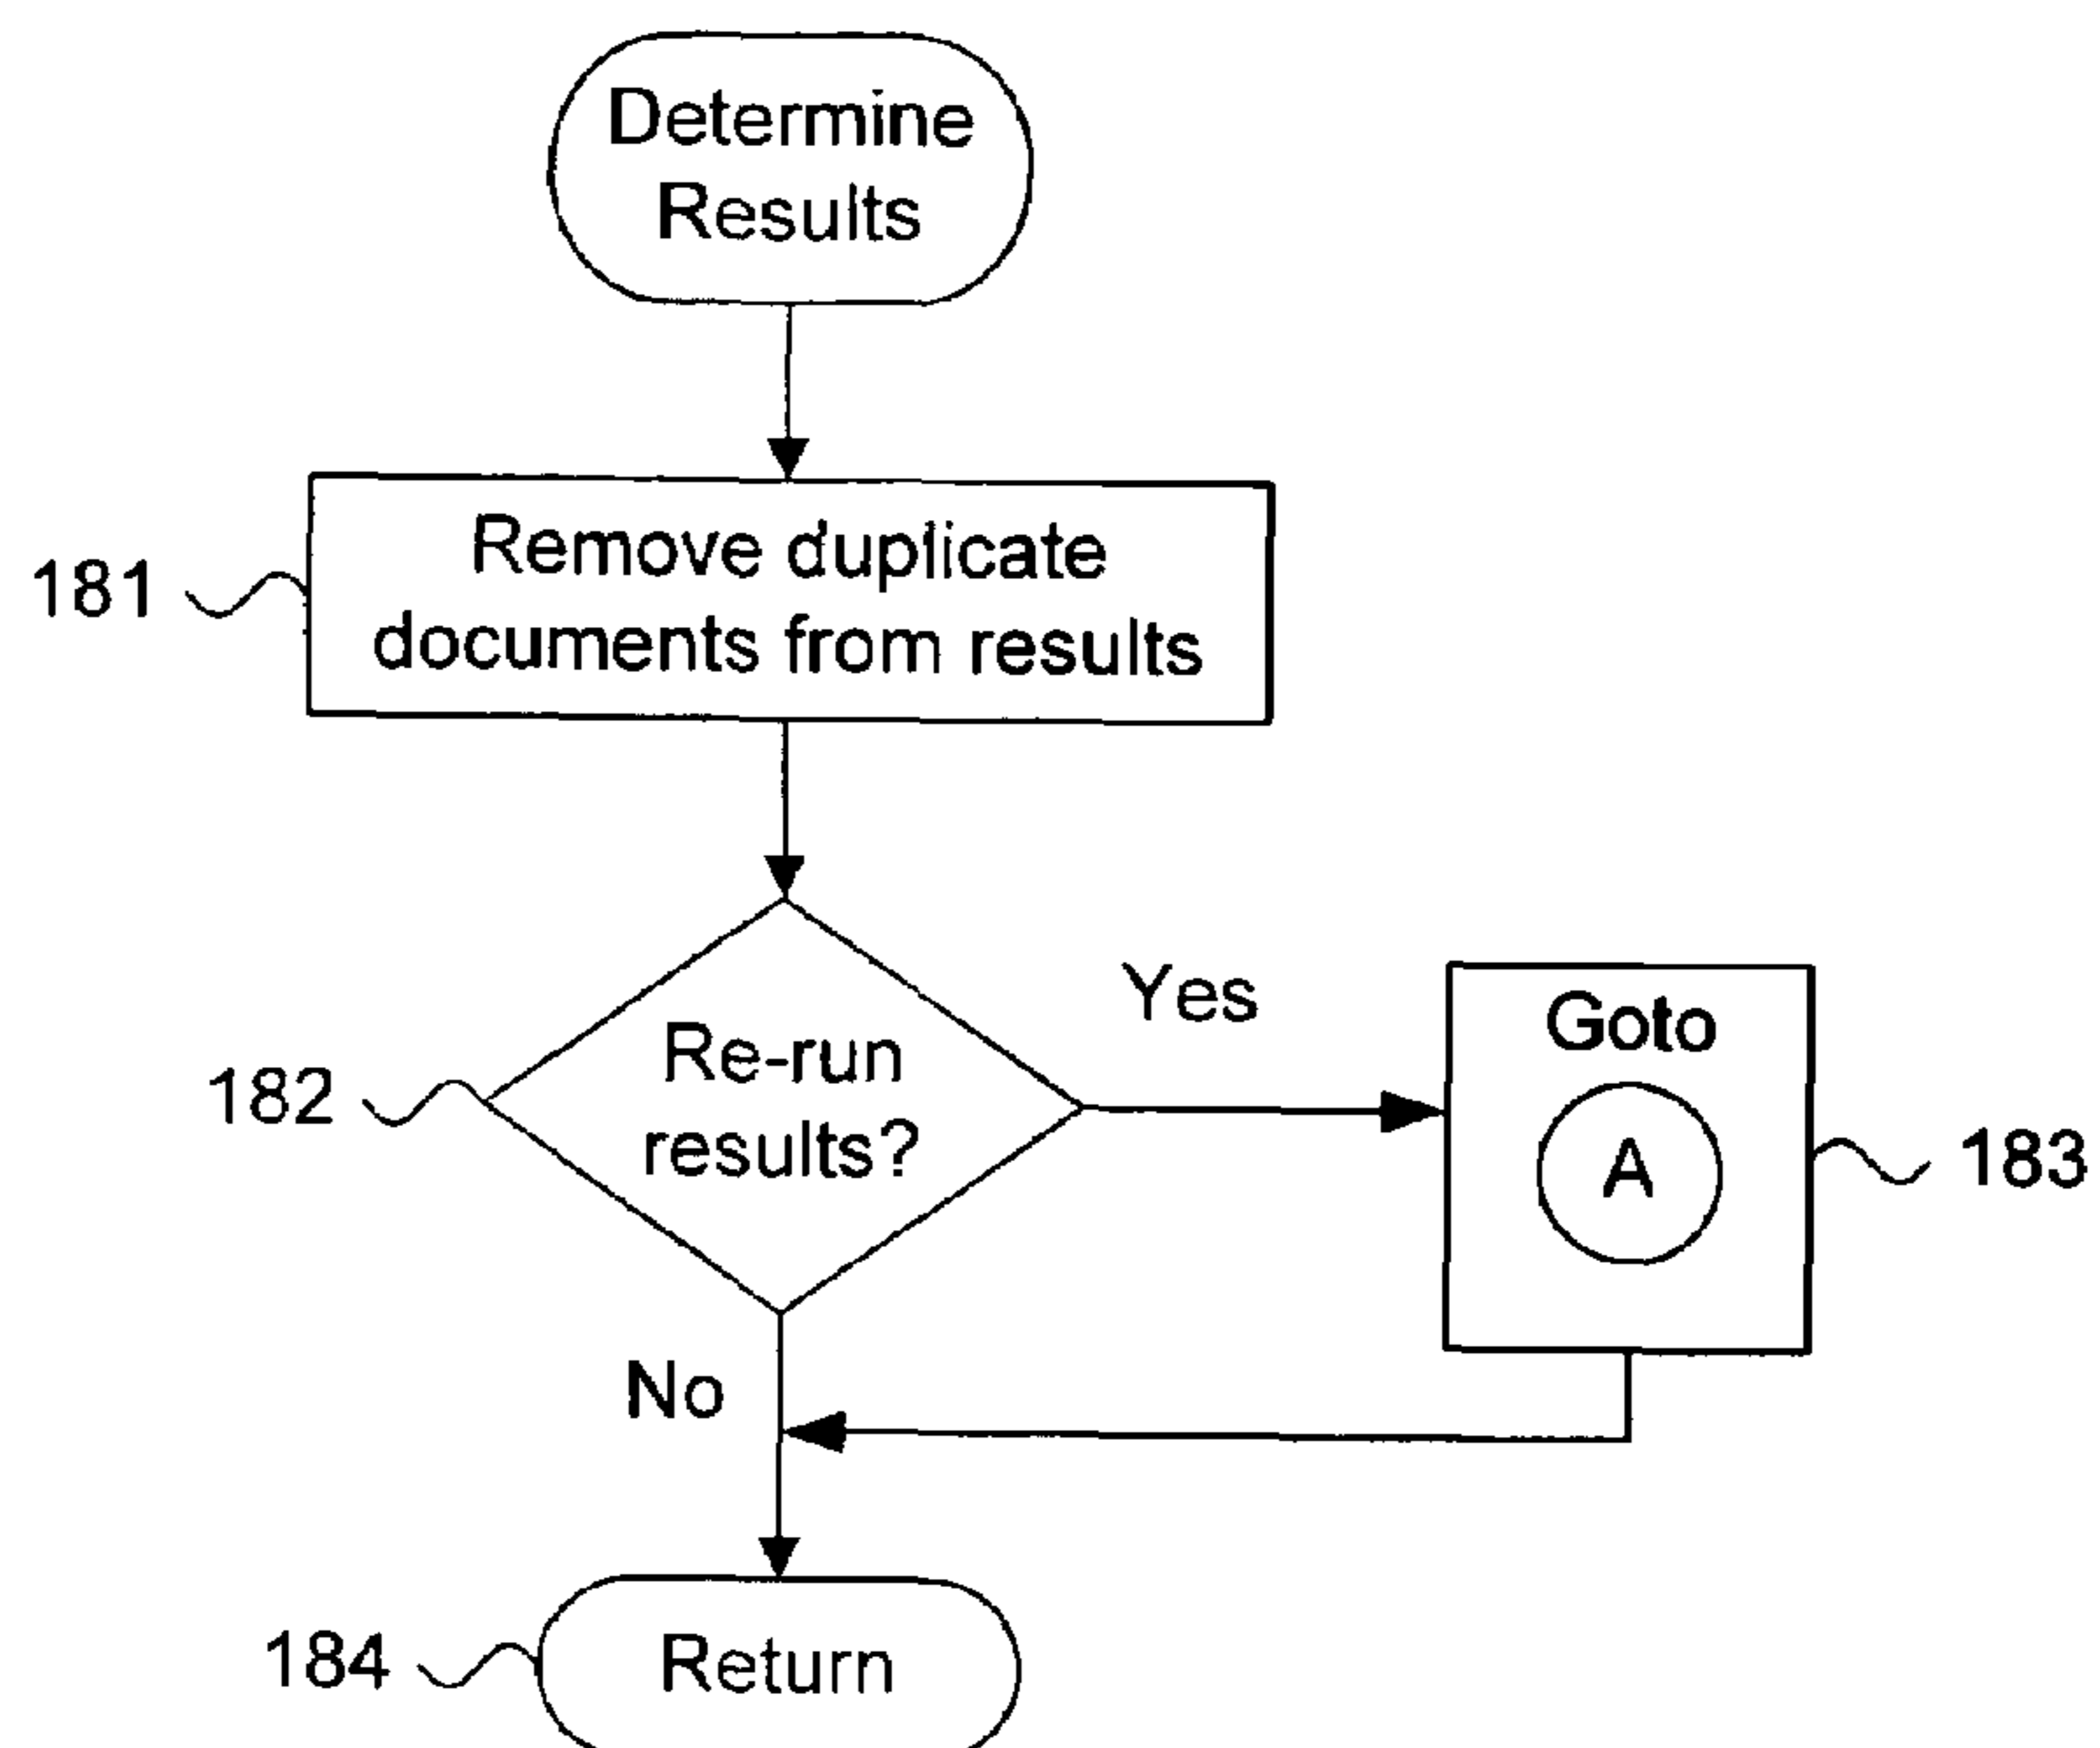 Determine
Results
181
Remove duplicate
documents from results
Yes
Goto
A
183
182
Re-run
results?
No
184
Return